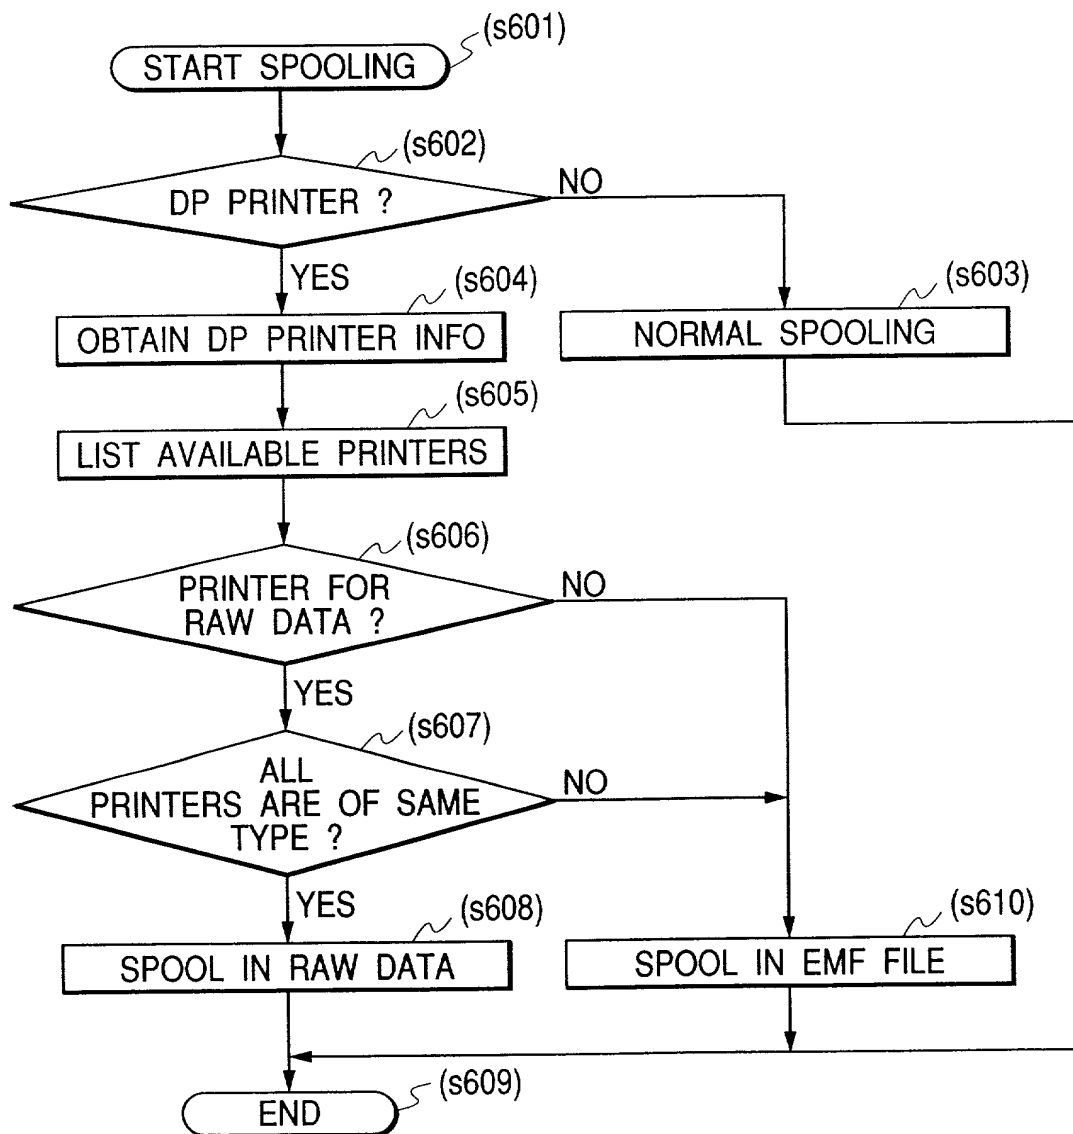 (s601)
START SPOOLING
(s602)
DP PRINTER ?
NO
YES
(s604)
OBTAIN DP PRINTER INFO
(s603)
NORMAL SPOOLING
(s605)
LIST AVAILABLE PRINTERS
(s606)
PRINTER FOR
RAW DATA ?
NO
YES
(s607)
ALL
PRINTERS ARE OF SAME
TYPE ?
NO
YES
(s608)
SPOOL IN RAW DATA
(s610)
SPOOL IN EMF FILE
(s609)
END